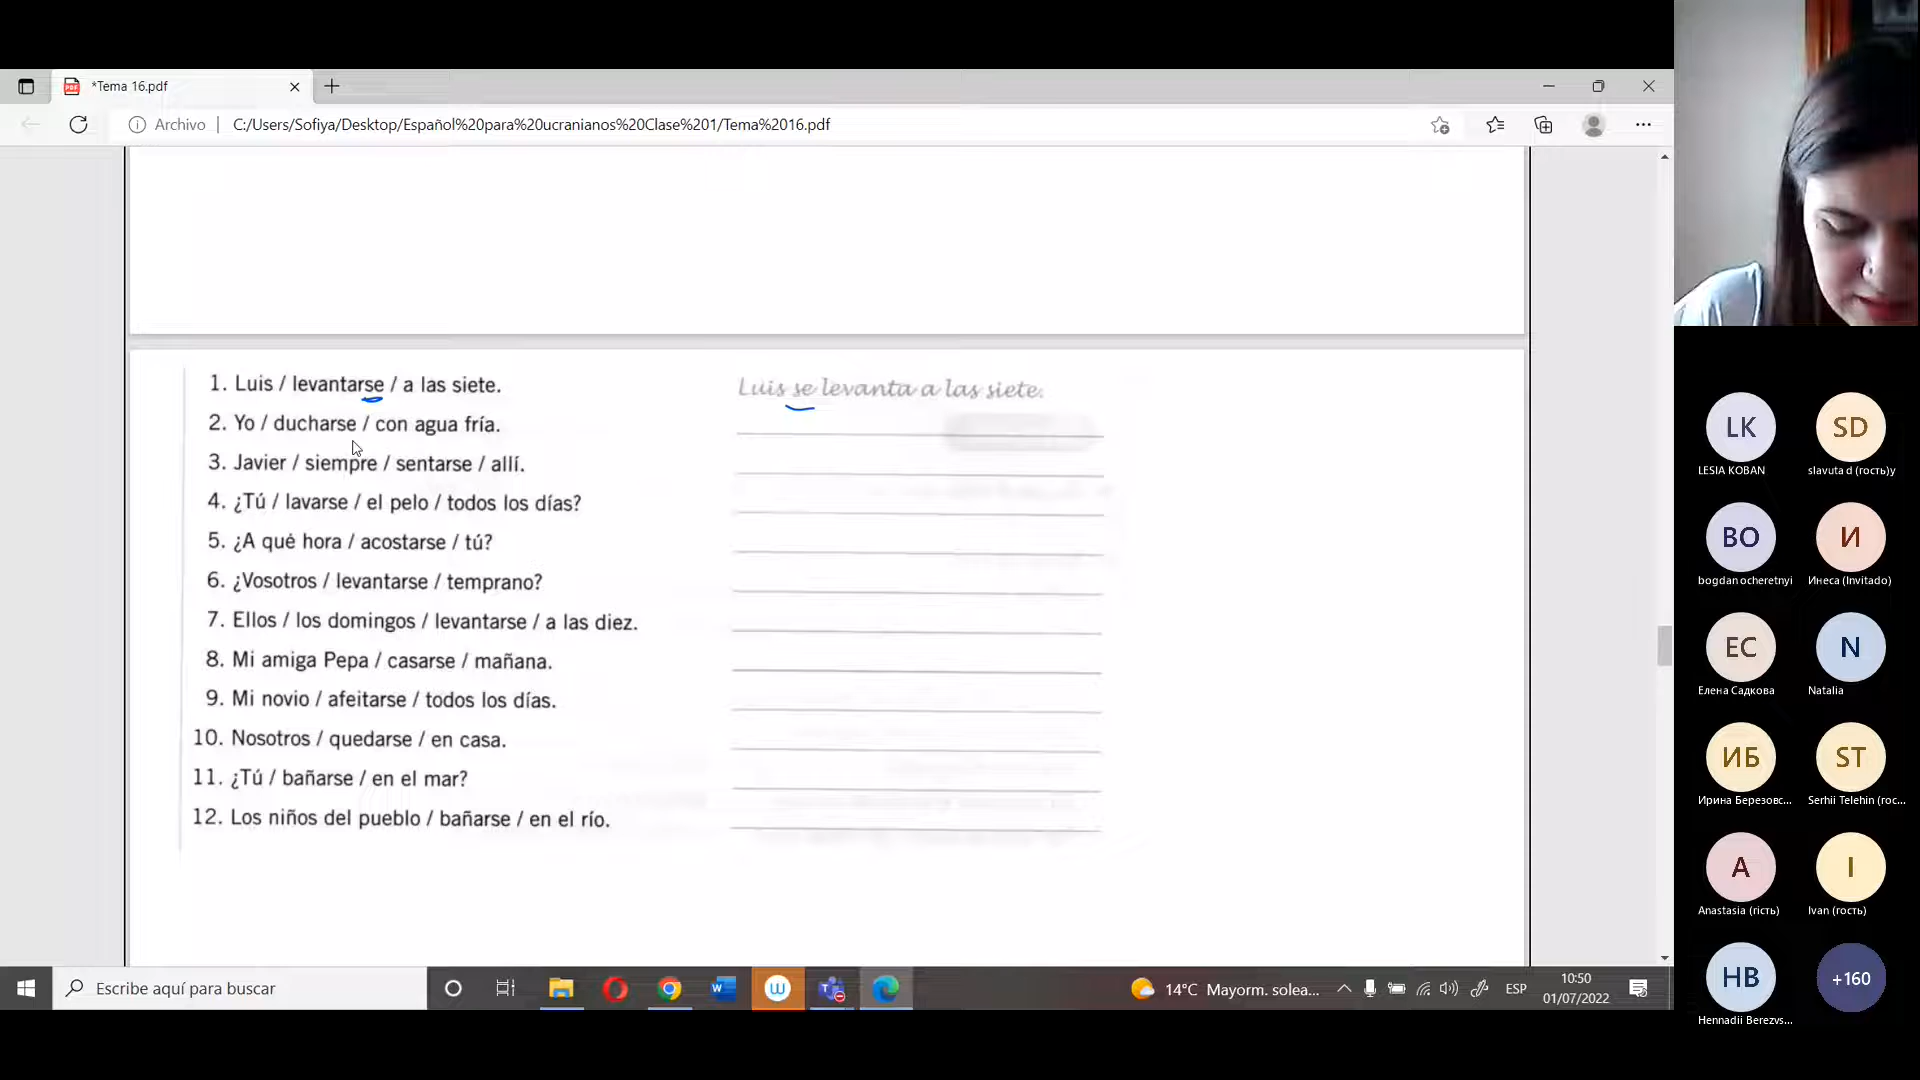 *Tema 16.pdf
Archivo
C:/Users/Sofiya/Desktop/Español%20para%20ucranianos%20Clase%201/Tema%2016.pdf
1. Luis / levantarse / a las siete.
Luis se levanta a las siete.
2. Yo / ducharse / con agua fría.
3. Javier / siempre / sentarse / allí.
4. ¿Tú / lavarse / el pelo / todos los días?
5. ¿A qué hora / acostarse / tú?
6. ¿Vosotros / levantarse / temprano?
7. Ellos / los domingos / levantarse / a las diez.
8. Mi amiga Pepa / casarse / mañana.
9. Mi novio / afeitarse / todos los días.
10. Nosotros / quedarse / en casa.
11. ¿Tú / bañarse / en el mar?
12. Los niños del pueblo / bañarse / en el río.
LK
SD
LESIA KOBAN
slavuta d (гость)y
BO
И
bogdan ocheretnyi
Инеса (Invitado)
EC
N
Елена Садкова
Natalia
ИБ
ST
Ирина Березовс...
Serhii Telehin (гос...
A
I
Anastasia (гість)
Ivan (гость)
HB
+160
Hennadii Berezvs...
Escribe aquí para buscar
14°C Mayorm. solea...
ESP
10:50
01/07/2022